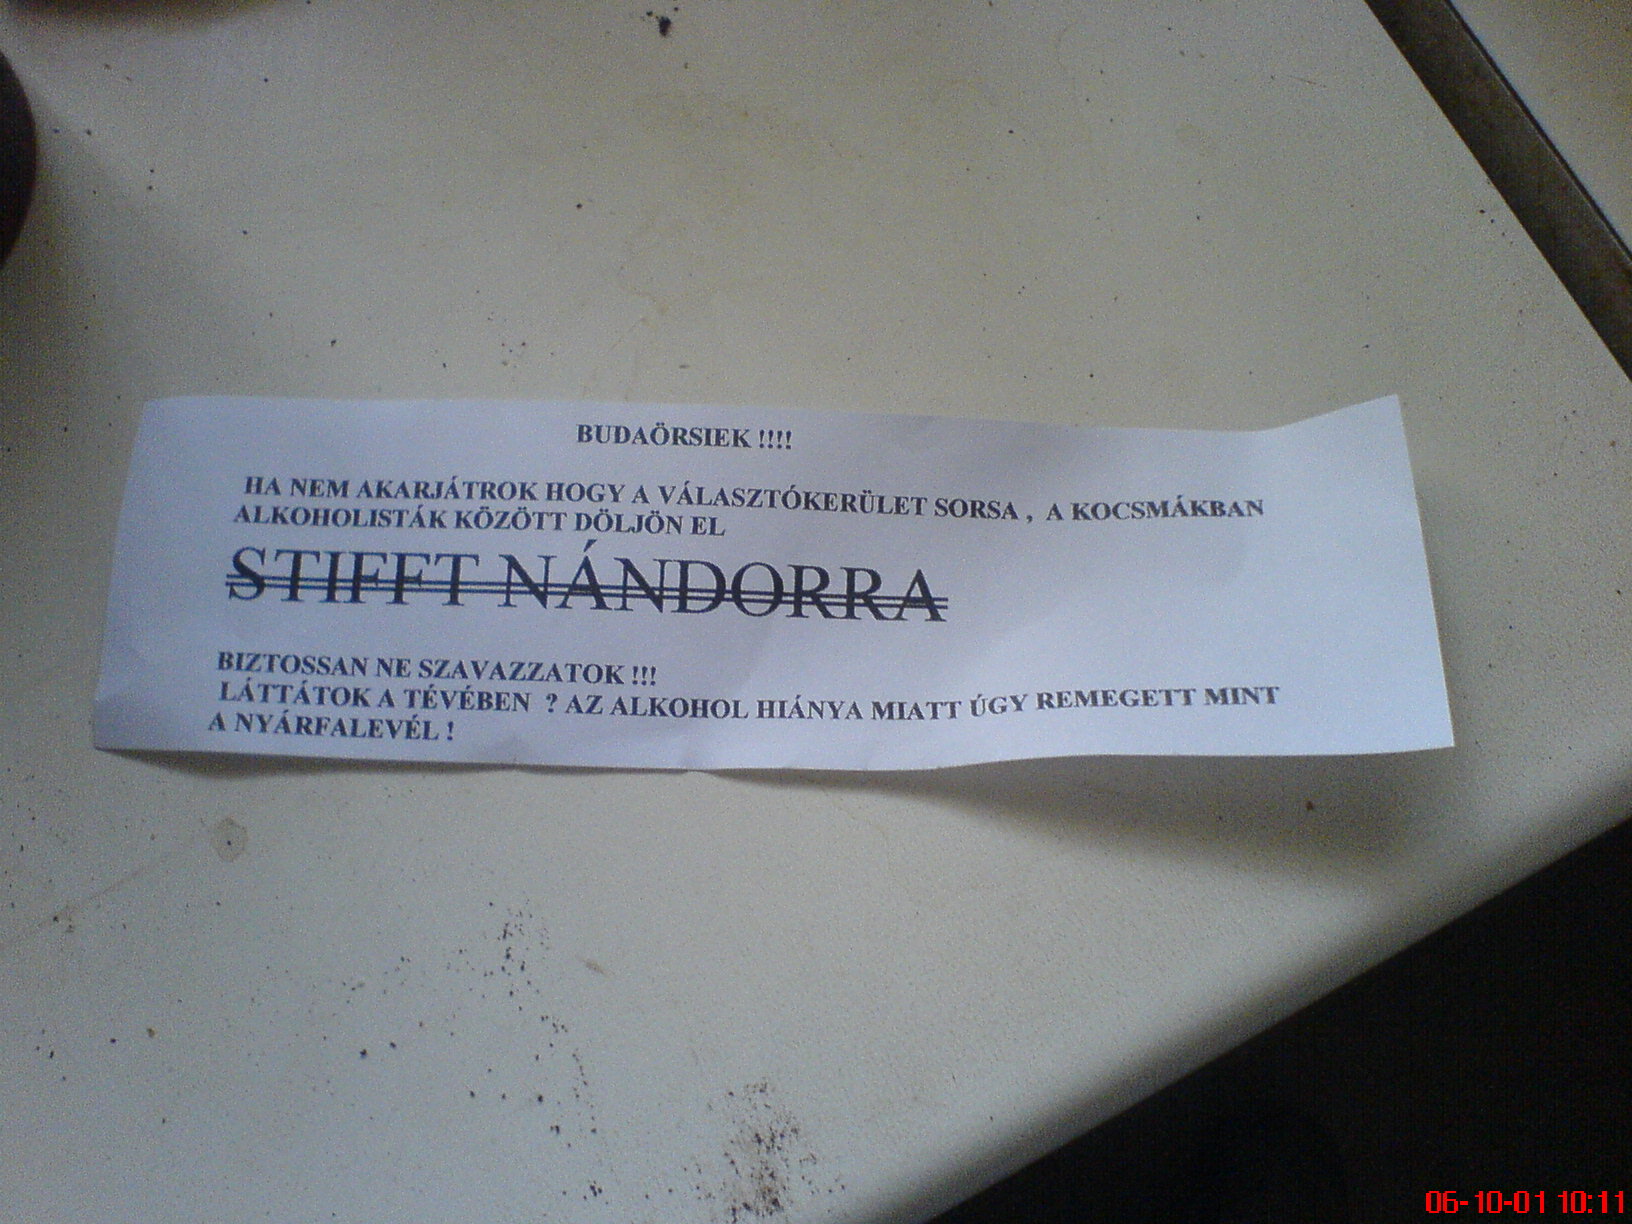 BUDAÖRSIEK !!!!
HA NEM AKARJÁTROK HOGY A VÁLASZTÓKERÜLET SORSA , A KOCSMÁKBAN
ALKOHOLISTÁK KÖZÖTT DÖLJÖN EL
STIFFT NÁNDORRA
BIZTOSSAN NE SZAVAZZATOK !!!
LÁTTÁTOK A TÉVÉBEN ? AZ ALKOHOL HIÁNYA MIATT ÚGY REMEGETT MINT
A NYÁRFALEVÉL !
06-10-01 10:11